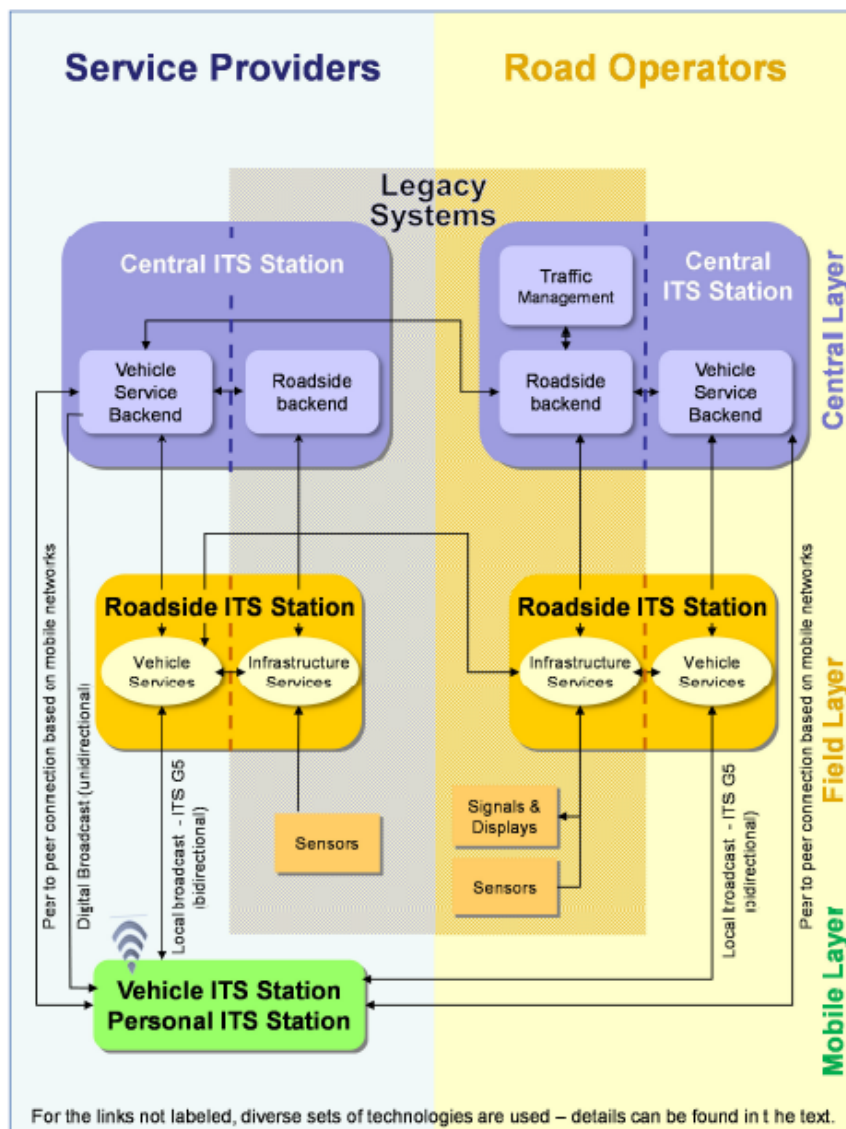 Service Providers
Road Operators
Legacy
Systems
Central ITS Station
Traffic
Management
Central
ITS Station
Vehicle
Service
Backend
Roadside
backend
Roadside
backend
Vehicle
Service
Backend
Central Layer
Roadside ITS Station
Vehicle
Services
Infrastructure
Services
Roadside ITS Station
Infrastructure
Services
Vehicle
Services
Field Layer
Peer to peer connection based on mobile networks
Digital Broadcast (unidirectional)
Local broadcast - ITS G5
(bidirectional)
Sensors
Signals &
Displays
Sensors
Local broadcast - ITS G5
(bidirectional)
Peer to peer connection based on mobile networks
Vehicle ITS Station
Personal ITS Station
Mobile Layer
For the links not labeled, diverse sets of technologies are used – details can be found in t he text.